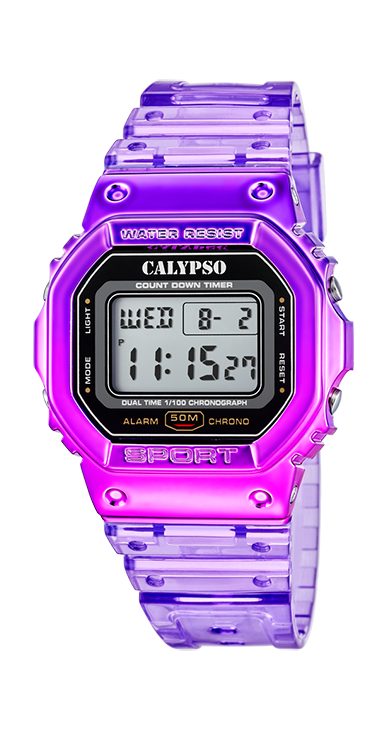 WATER RESIST
CALYPSO
COUNT DOWN TIMER
LIGHT
START
WED 8- 2
P
11:15 27
MODE
RESET
DUAL TIME 1/100 CHRONOGRAPH
ALARM 50M CHRONO
SPORT